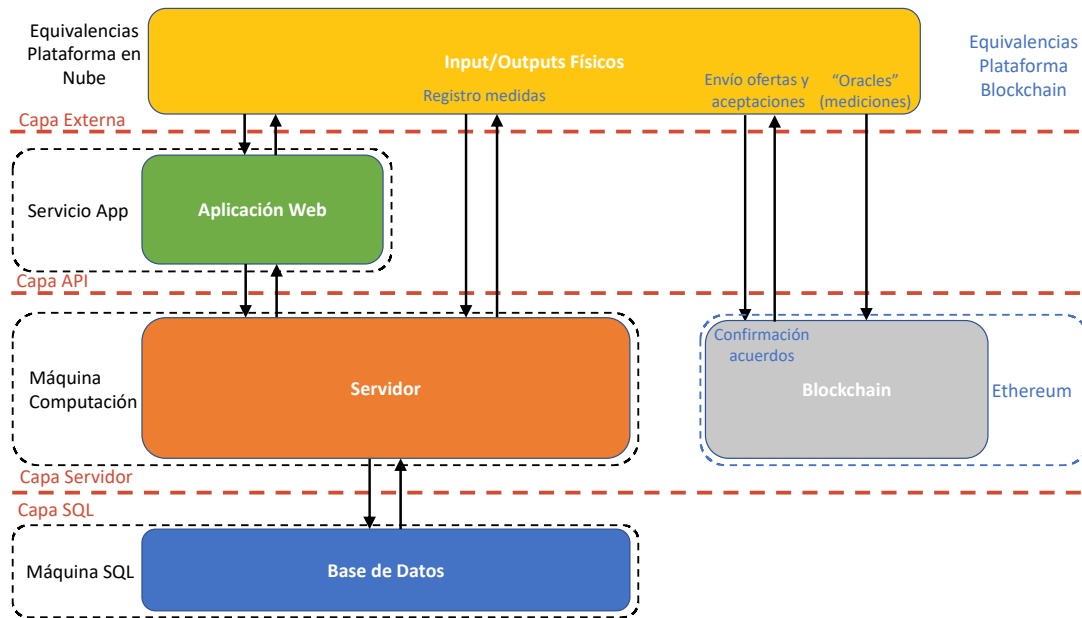 Equivalencias
Plataforma en
Nube
Input/Outputs Físicos
Registro medidas
Envío ofertas y
aceptaciones
“Oracles”
(mediciones)
Equivalencias
Plataforma
Blockchain
Capa Externa
Servicio App
Aplicación Web
Capa API
Máquina
Computación
Servidor
Confirmación
acuerdos
Blockchain
Ethereum
Capa Servidor
Capa SQL
Máquina SQL
Base de Datos